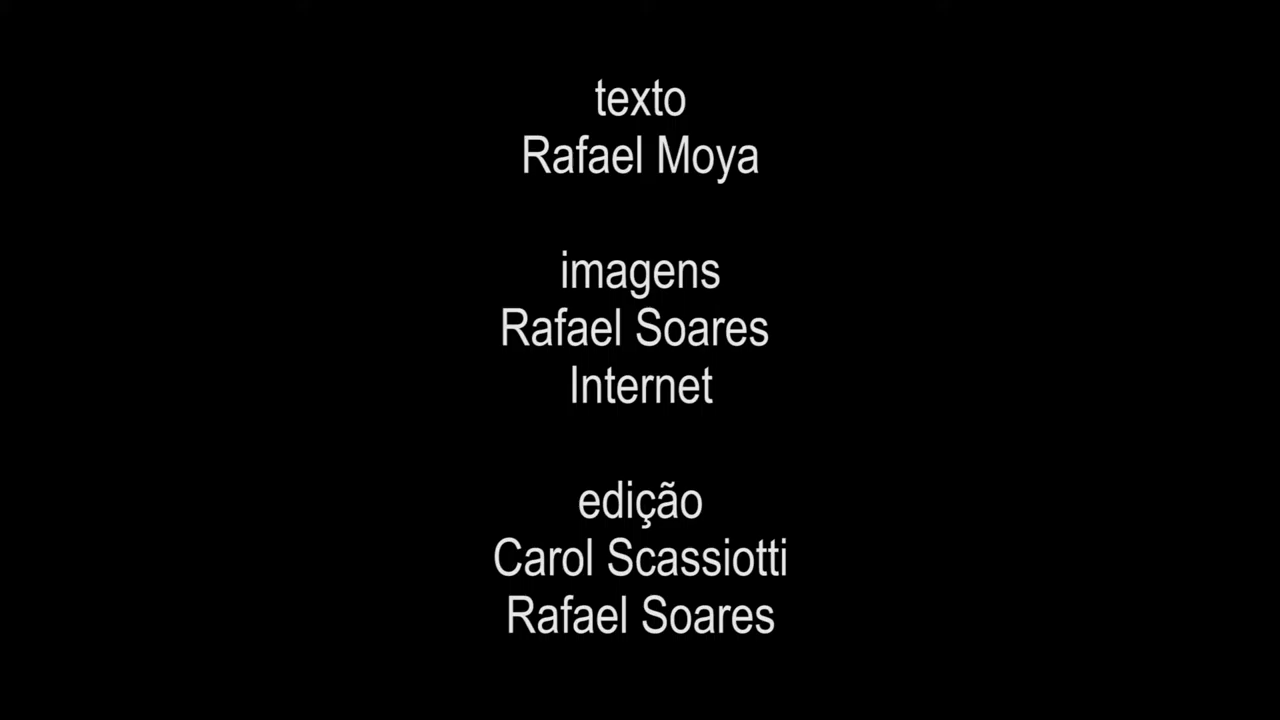 texto
Rafael Moya
imagens
Rafael Soares
Internet
edição
Carol Scassiotti
Rafael Soares